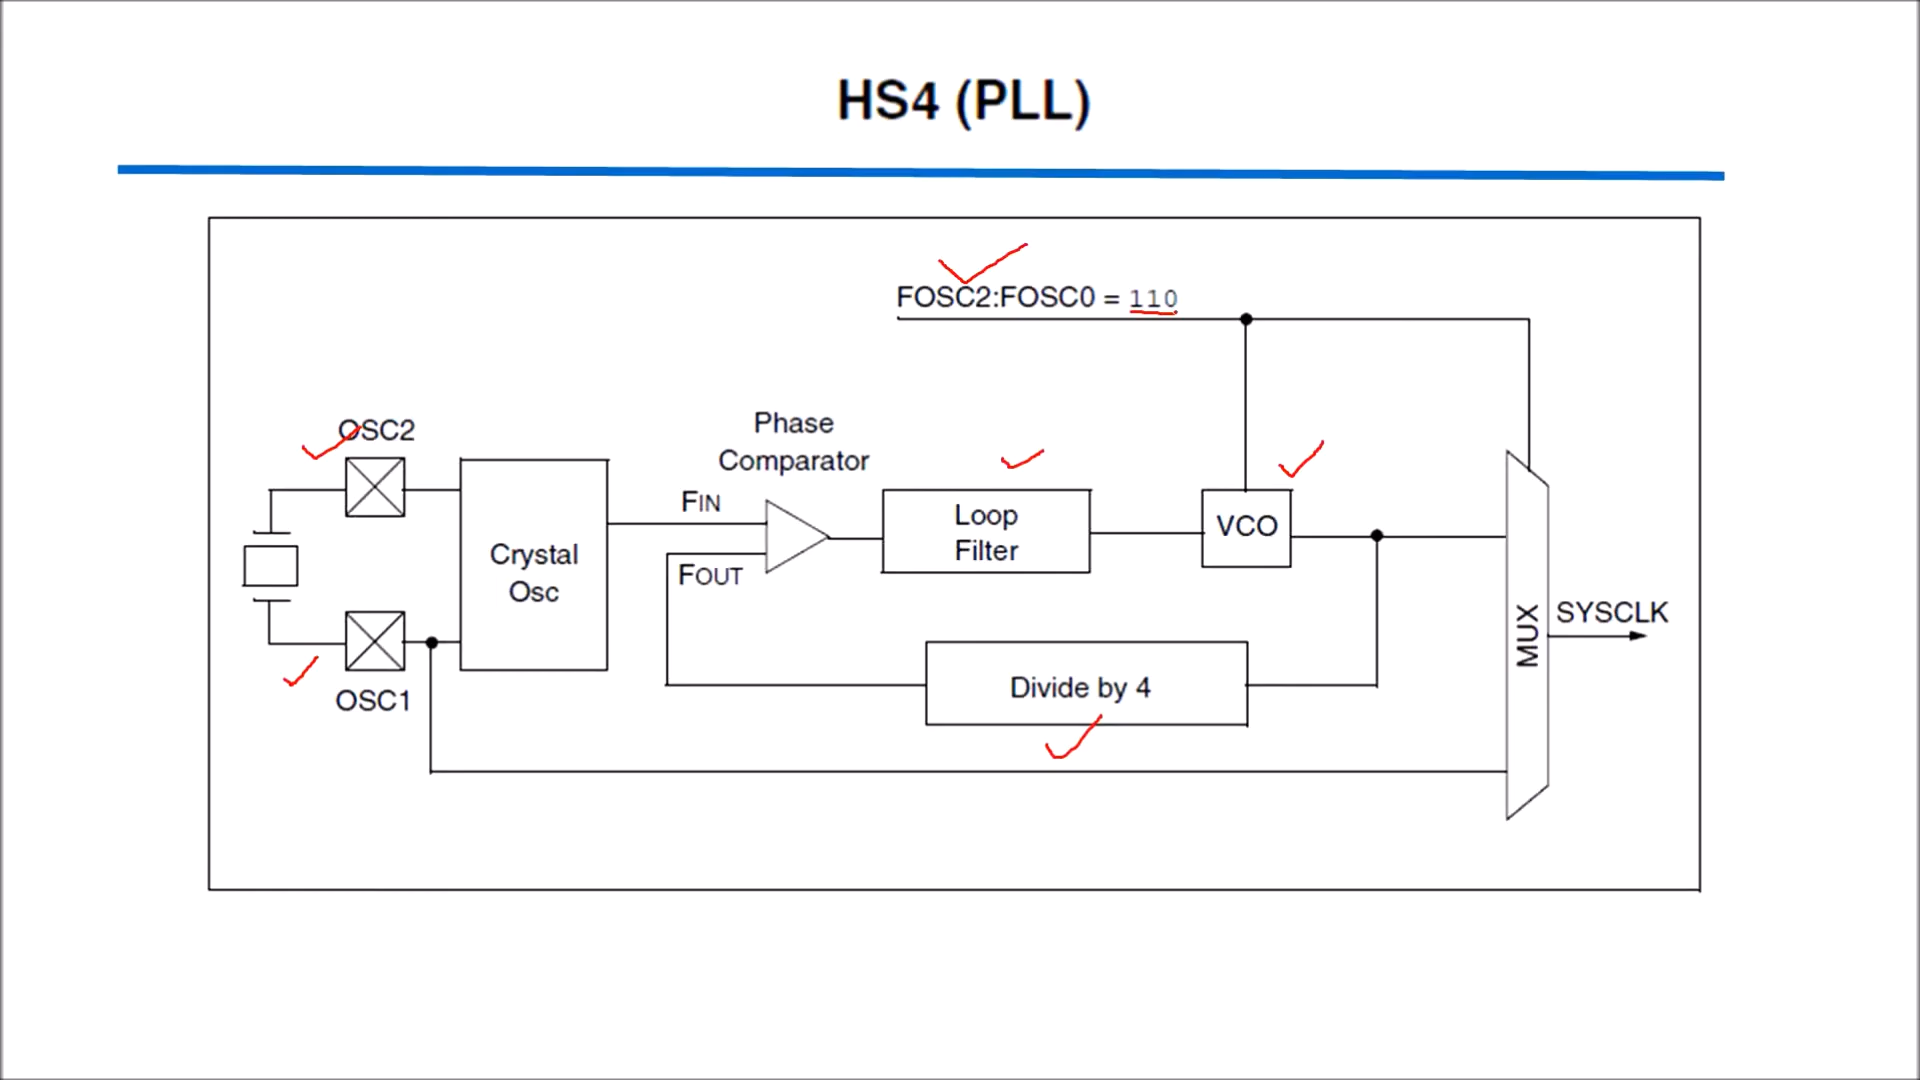 HS4 (PLL)
FOSC2:FOSC0 = 110
OSC2
Phase
Comparator
FIN
Loop
Filter
VCO
Crystal
Osc
FOUT
MUX
SYSCLK
Divide by 4
OSC1